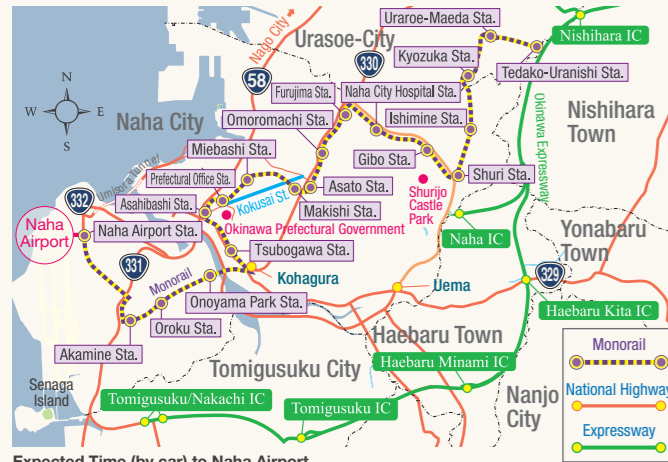 Uraroe-Maeda Sta.
Nishihara IC
Urasoe-City
Nago City
330
Kyozuka Sta.
58
Tedako-Uranishi Sta.
Furujima Sta.
Naha City Hospital Sta.
Nishihara
Town
Okinawa Expressway
Omoromachi Sta.
Ishimine Sta.
N
W
E
S
Naha City
Miebashi Sta.
Gibo Sta.
Umisora Tunnel
Prefectural Office Sta.
Shuri Sta.
Kokusai St.
Asato Sta.
Shurijo
Castle
Park
332
Asahibashi Sta.
Makishi Sta.
Okinawa Prefectural Government
Naha
Airport
Naha Airport Sta.
Naha IC
Yonabaru
Town
Tsubogawa Sta.
331
Monorail
Kohagura
329
Uema
Onoyama Park Sta.
Haebaru Kita IC
Oroku Sta.
Haebaru Town
Akamine Sta.
Monorail
Tomigusuku City
Haebaru Minami IC
Senaga
Island
Nanjo
City
National Highway
Tomigusuku/Nakachi IC
Tomigusuku IC
Expressway
Expected Time (by car) to Naha Airport